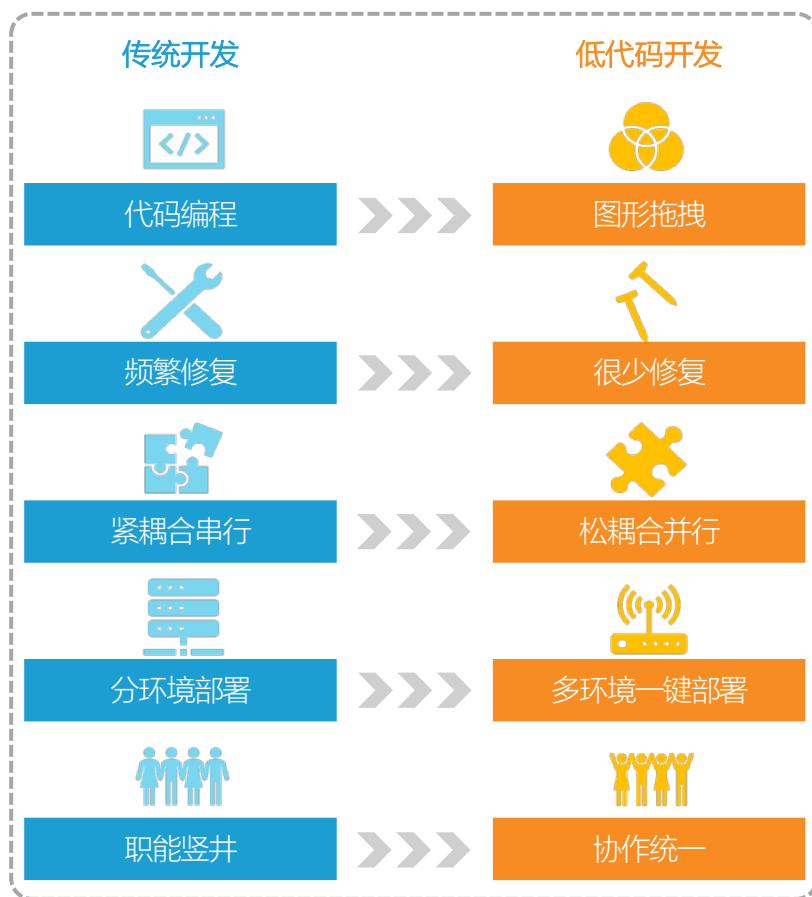 传统开发
低代码开发
</>
代码编程
图形拖拽
频繁修复
很少修复
紧耦合串行
松耦合并行
分环境部署
多环境一键部署
职能竖井
协作统一